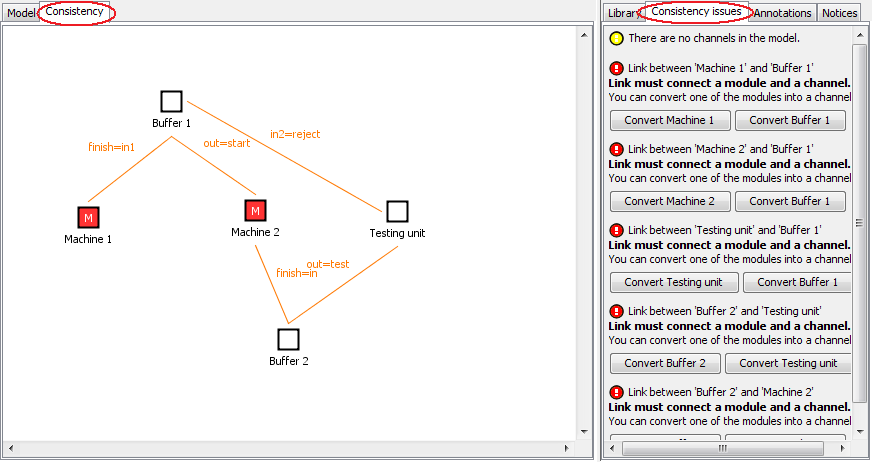 Model
Consistency
Library
Consistency issues
Annotations
Notices
Buffer 1
finish=in1
out=start
in2=reject
M
Machine 1
M
Machine 2
Testing unit
out=test
finish=in
Buffer 2
There are no channels in the model.
Link between 'Machine 1' and 'Buffer 1'
Link must connect a module and a channel.
You can convert one of the modules into a channel
Convert Machine 1
Convert Buffer 1
Link between 'Machine 2' and 'Buffer 1'
Link must connect a module and a channel.
You can convert one of the modules into a channel
Convert Machine 2
Convert Buffer 1
Link between 'Testing unit' and 'Buffer 1'
Link must connect a module and a channel.
You can convert one of the modules into a channel
Convert Testing unit
Convert Buffer 1
Link between 'Buffer 2' and 'Testing unit'
Link must connect a module and a channel.
You can convert one of the modules into a channel
Convert Buffer 2
Convert Testing unit
Link between 'Buffer 2' and 'Machine 2'
Link must connect a module and a channel.
You can convert one of the modules into a channel